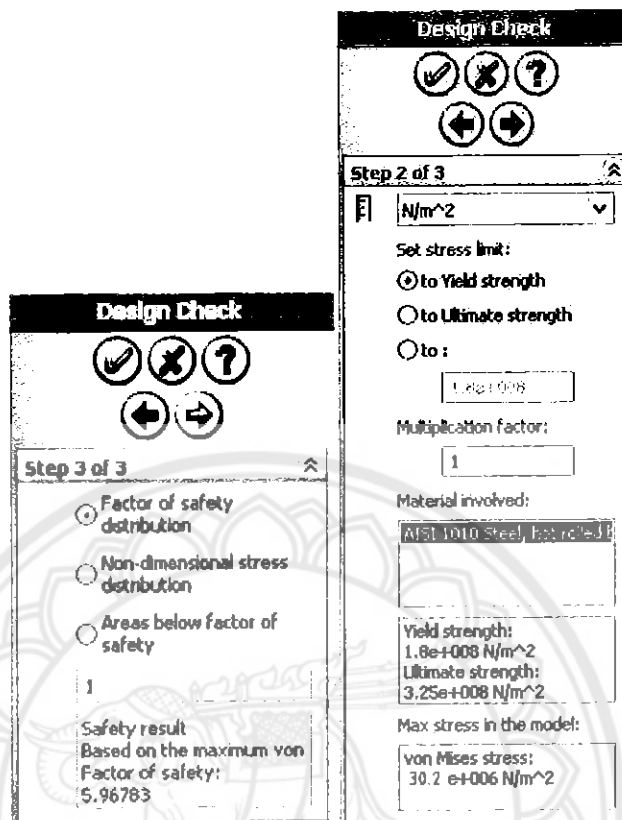 Design Check
Step 2 of 3
N/m^2
Set stress limit:
to Yield strength
to Ultimate strength
to :
1.8e+008
Multiplication factor:
1
Material involved:
AISI 1010 Steel, hot rolled
Yield strength:
1.8e+008 N/m^2
Ultimate strength:
3.25e+008 N/m^2
Max stress in the model:
von Mises stress:
30.2 e+006 N/m^2
Design Check
Step 3 of 3
Factor of safety
distribution
Non-dimensional stress
distribution
Areas below factor of
safety
1
Safety result
Based on the maximum von
Factor of safety:
5.96783